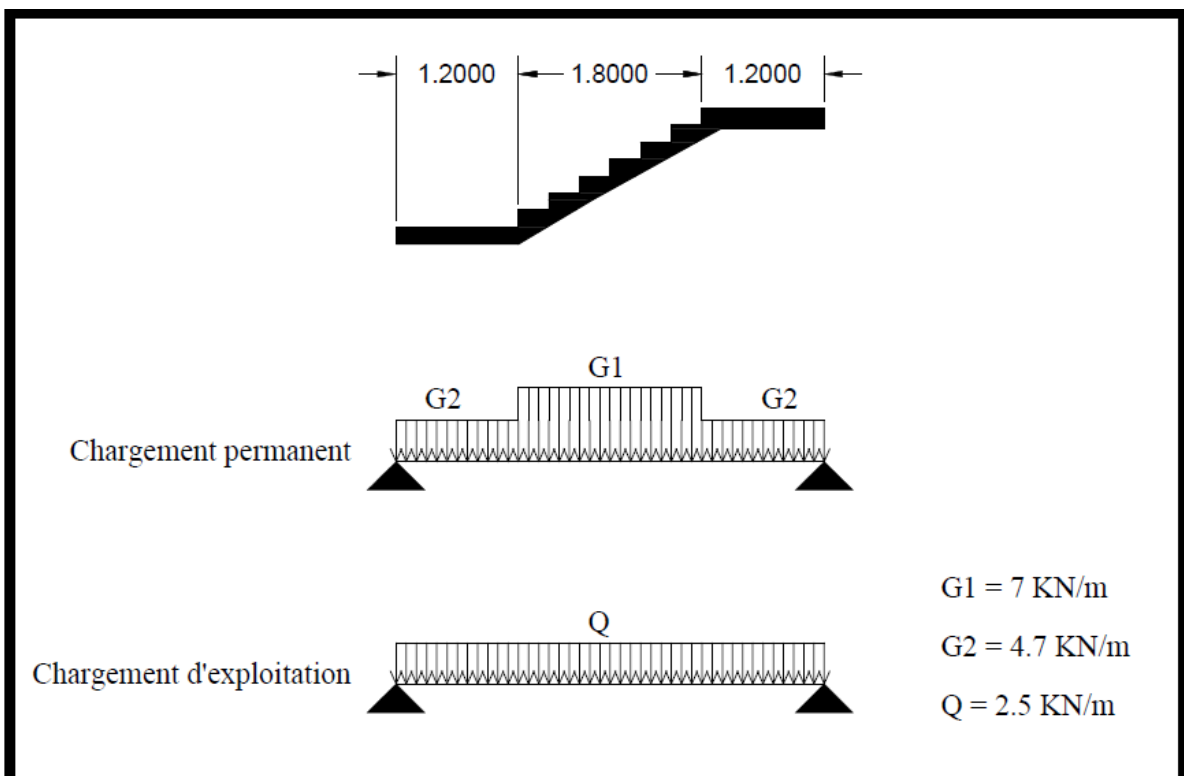 1.2000 1.8000 1.2000
G1
G2 G2
Chargement permanent
G1 = 7 KN/m
Q
G2 = 4.7 KN/m
Chargement d'exploitation
Q = 2.5 KN/m